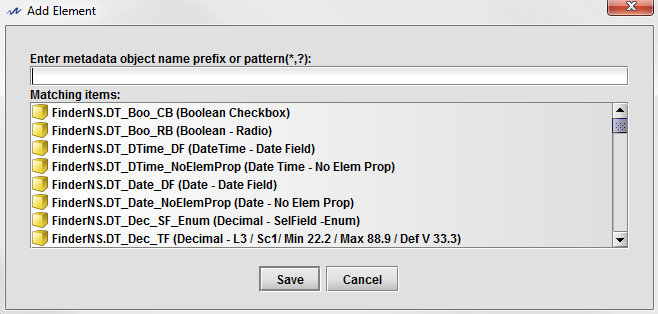 Add Element
Enter metadata object name prefix or pattern(*,?):
Matching items:
FinderNS.DT_Boo_CB (Boolean Checkbox)
FinderNS.DT_Boo_RB (Boolean - Radio)
FinderNS.DT_DTime_DF (DateTime - Date Field)
FinderNS.DT_DTime_NoElemProp (Date Time - No Elem Prop)
FinderNS.DT_Date_DF (Date - Date Field)
FinderNS.DT_Date_NoElemProp (Date - No Elem Prop)
FinderNS.DT_Dec_SF_Enum (Decimal - SelField -Enum)
FinderNS.DT_Dec_TF (Decimal - L3 / Sc1/ Min 22.2 / Max 88.9 / Def V 33.3)
Save Cancel